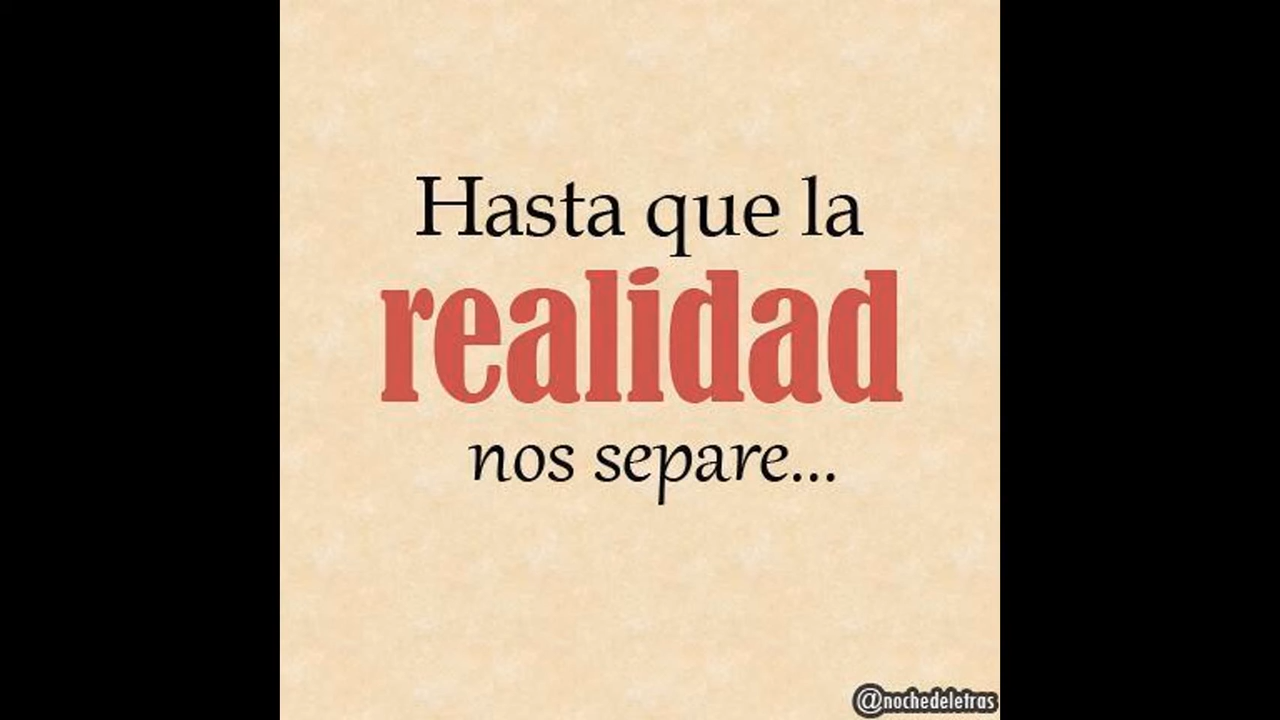 Hasta que la
realidad
nos separe...
@nochedeletras